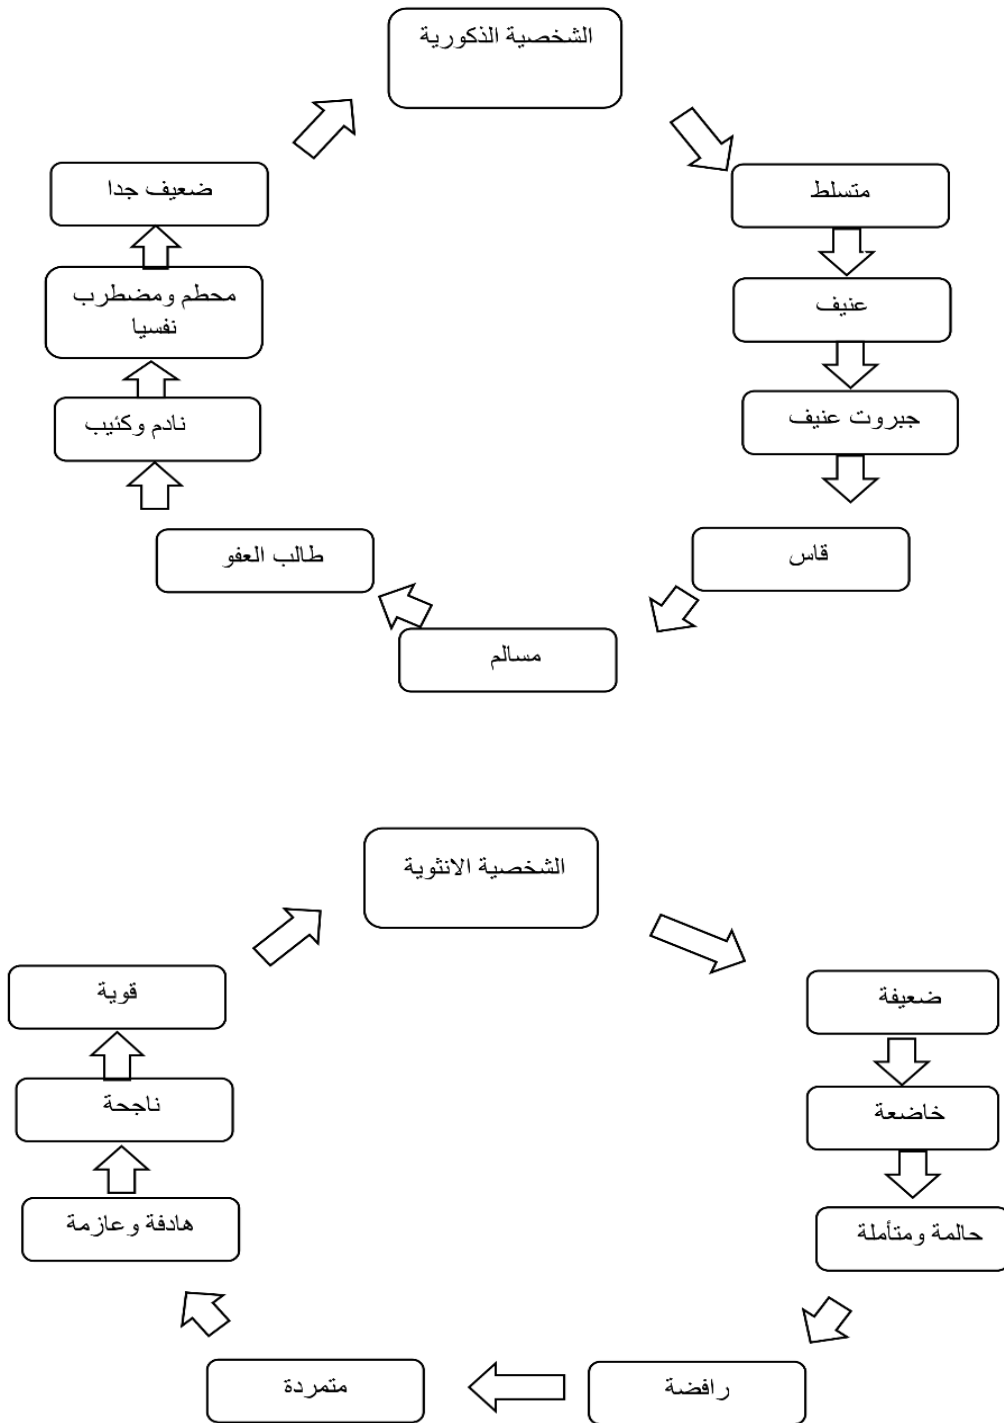 الشخصية الذكورية
متسلط
عنيف
جبروت عنيف
قاس
مسالم
طالب العفو
نادم وكئيب
محطم ومضطرب
نفسيا
ضعيف جدا
الشخصية الانثوية
ضعيفة
خاضعة
حالمة ومتأملة
رافضة
متمردة
هادفة وعازمة
ناجحة
قوية